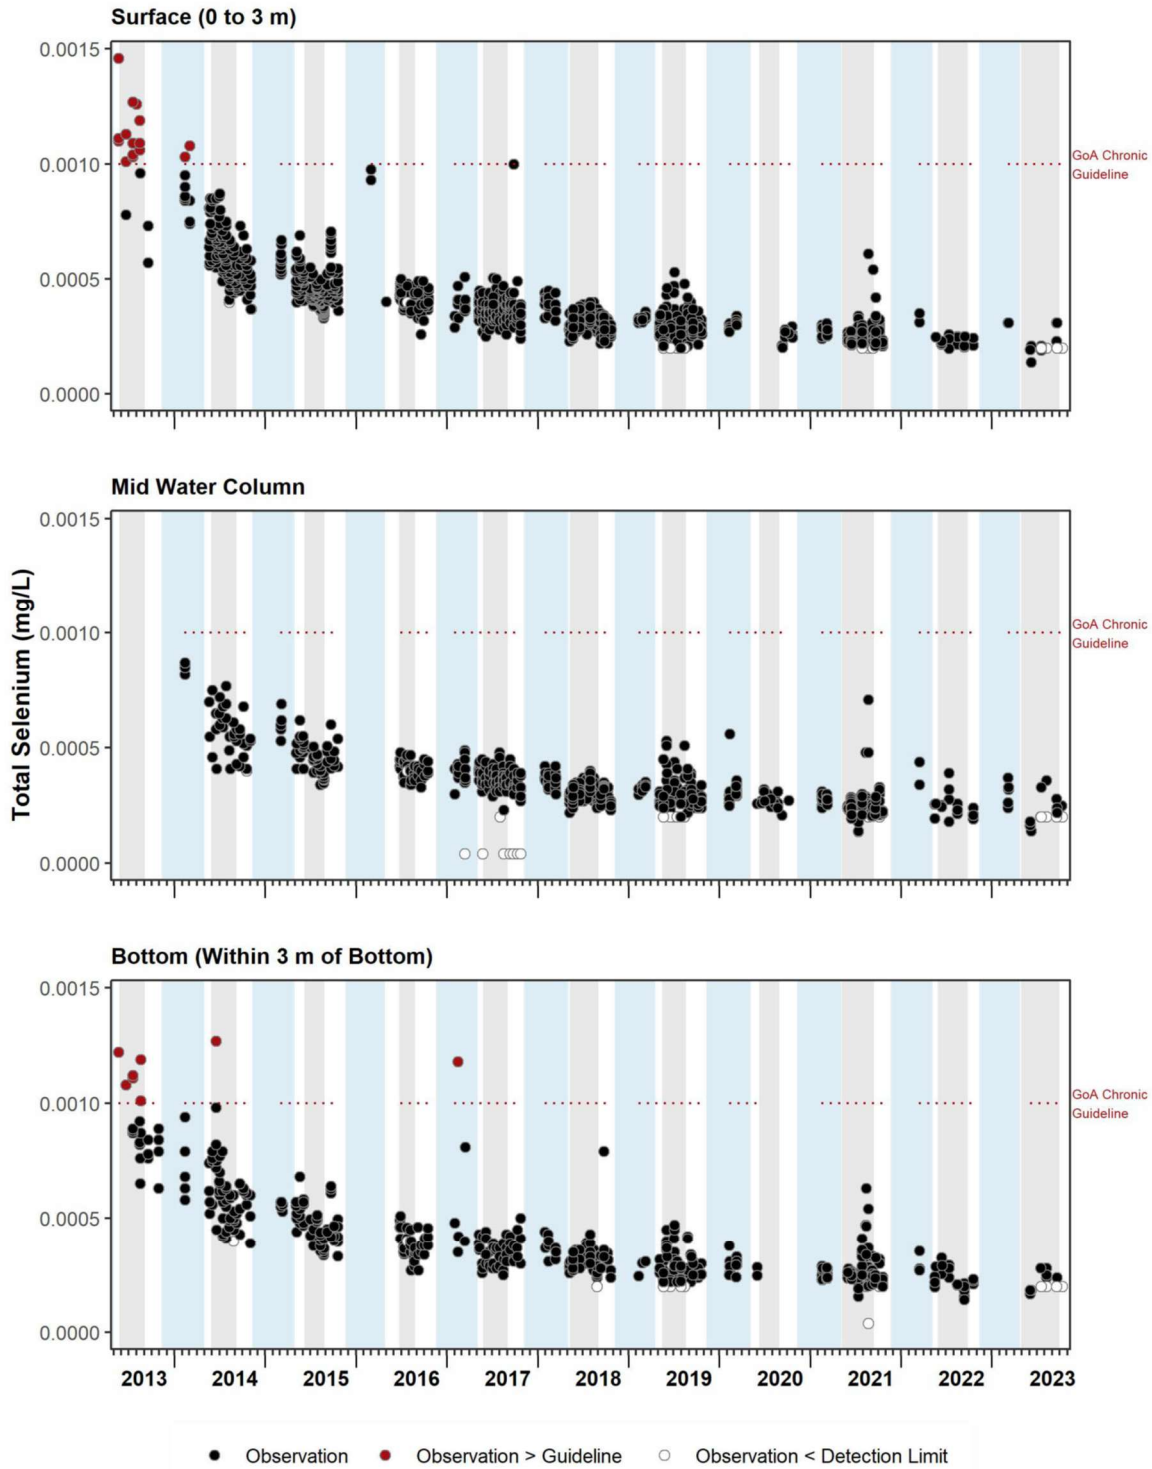 Surface (0 to 3 m)
0.0015
0.0010
0.0005
0.0000
GoA Chronic
Guideline
Mid Water Column
0.0015
0.0010
0.0005
0.0000
GoA Chronic
Guideline
Total Selenium (mg/L)
Bottom (Within 3 m of Bottom)
0.0015
0.0010
0.0005
0.0000
GoA Chronic
Guideline
2013 2014 2015 2016 2017 2018 2019 2020 2021 2022 2023
Observation Observation > Guideline Observation < Detection Limit